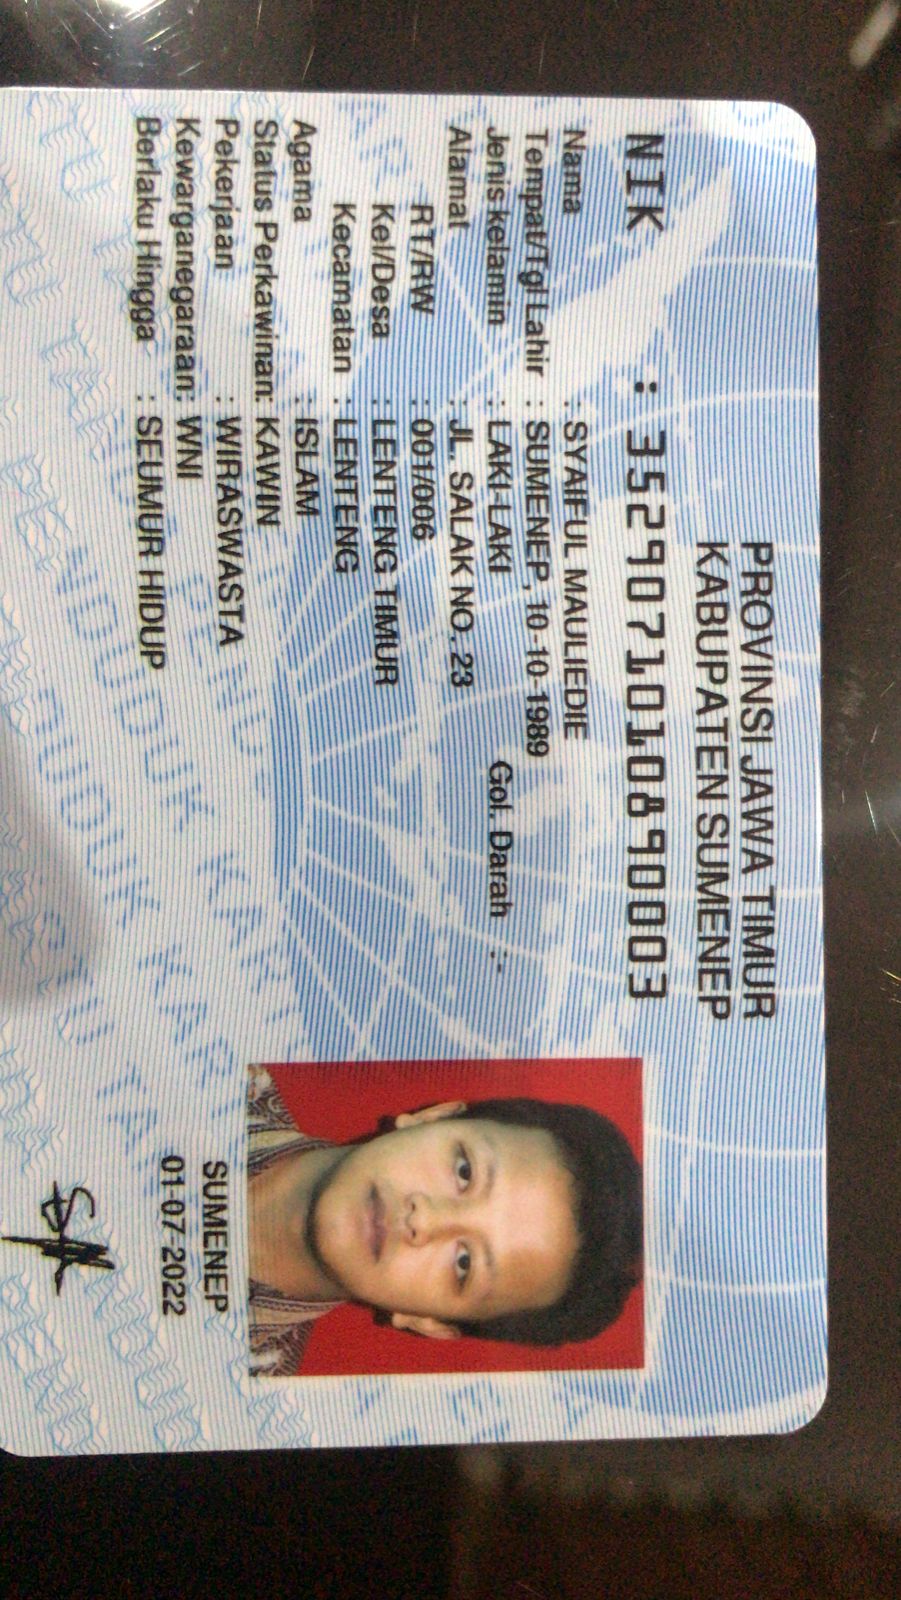 PROVINSI JAWA TIMUR
KABUPATEN SUMENEP
NIK : 3529071010890003
Nama : SYAIFUL MAULIEDIE
Tempat/Tgl Lahir : SUMENEP, 10-10-1989
Jenis kelamin : LAKI-LAKI Gol. Darah :-
Alamat : JL. SALAK NO. 23
RT/RW : 001/006
Kel/Desa : LENTENG TIMUR
Kecamatan : LENTENG
Agama : ISLAM
Status Perkawinan: KAWIN
Pekerjaan : WIRASWASTA
Kewarganegaraan: WNI
Berlaku Hingga : SEUMUR HIDUP
SUMENEP
01-07-2022